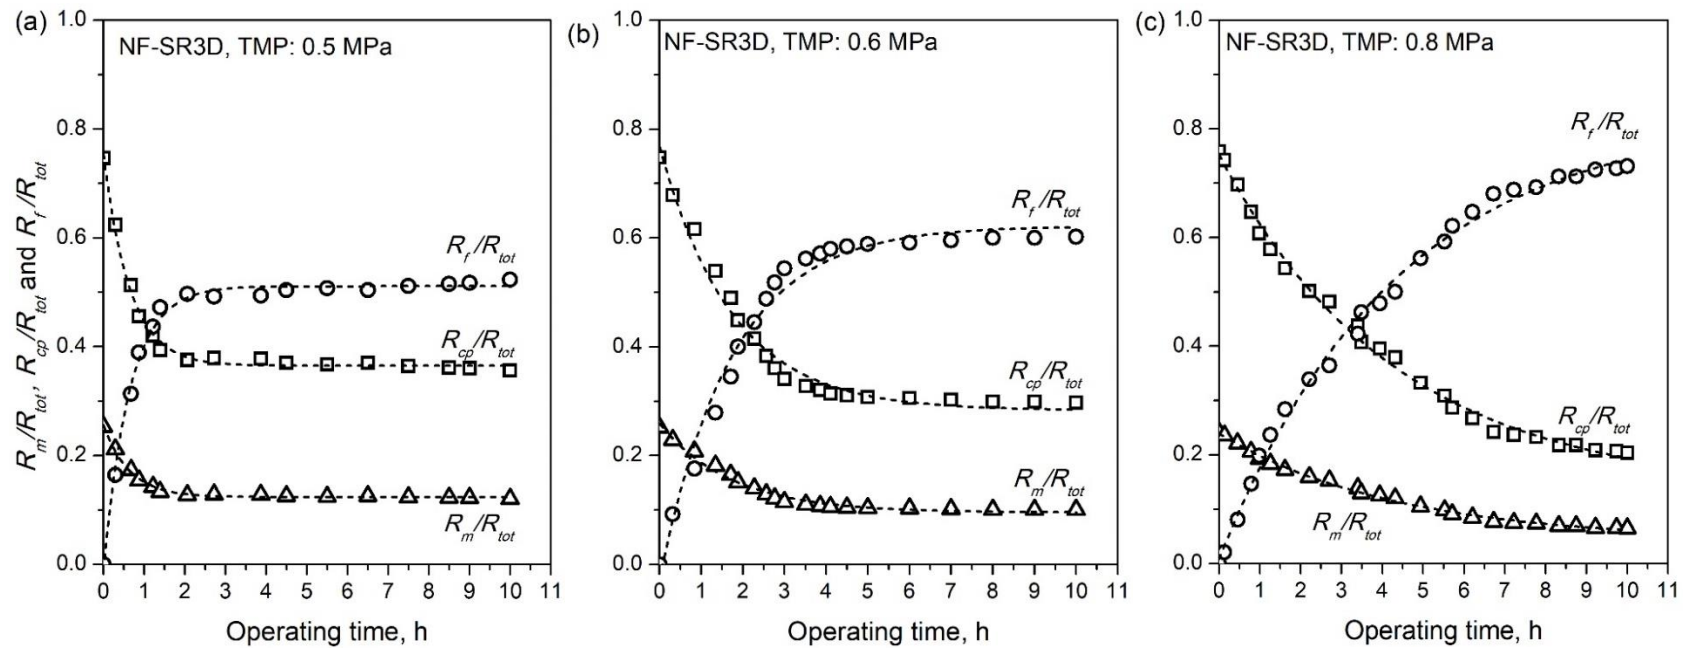 (a)
NF-SR3D, TMP: 0.5 MPa
R_m/R_tot, R_cp/R_tot and R_f/R_tot
1.0
0.8
0.6
0.4
0.2
0.0
R_f/R_tot
R_cp/R_tot
R_m/R_tot
0 1 2 3 4 5 6 7 8 9 10 11
Operating time, h
(b)
NF-SR3D, TMP: 0.6 MPa
1.0
0.8
0.6
0.4
0.2
0.0
R_f/R_tot
R_cp/R_tot
R_m/R_tot
0 1 2 3 4 5 6 7 8 9 10 11
Operating time, h
(c)
NF-SR3D, TMP: 0.8 MPa
1.0
0.8
0.6
0.4
0.2
0.0
R_f/R_tot
R_cp/R_tot
R_m/R_tot
0 1 2 3 4 5 6 7 8 9 10 11
Operating time, h